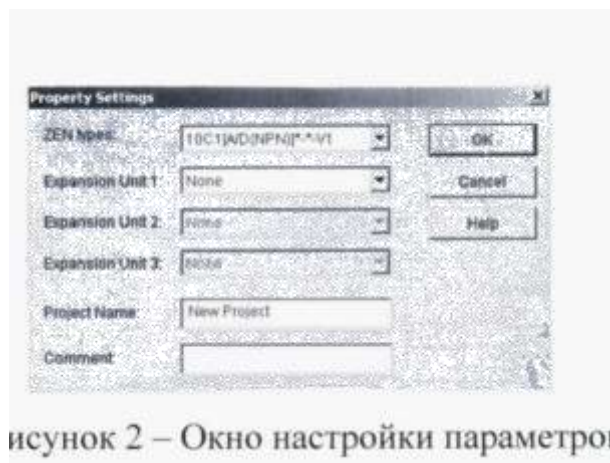 Property Settings
ZEN types:
10C1[A/D(NPN)]*-*-V1
OK
Expansion Unit 1:
None
Cancel
Expansion Unit 2:
None
Help
Expansion Unit 3:
None
Project Name:
New Project
Comment
исунок 2 – Окно настройки параметро